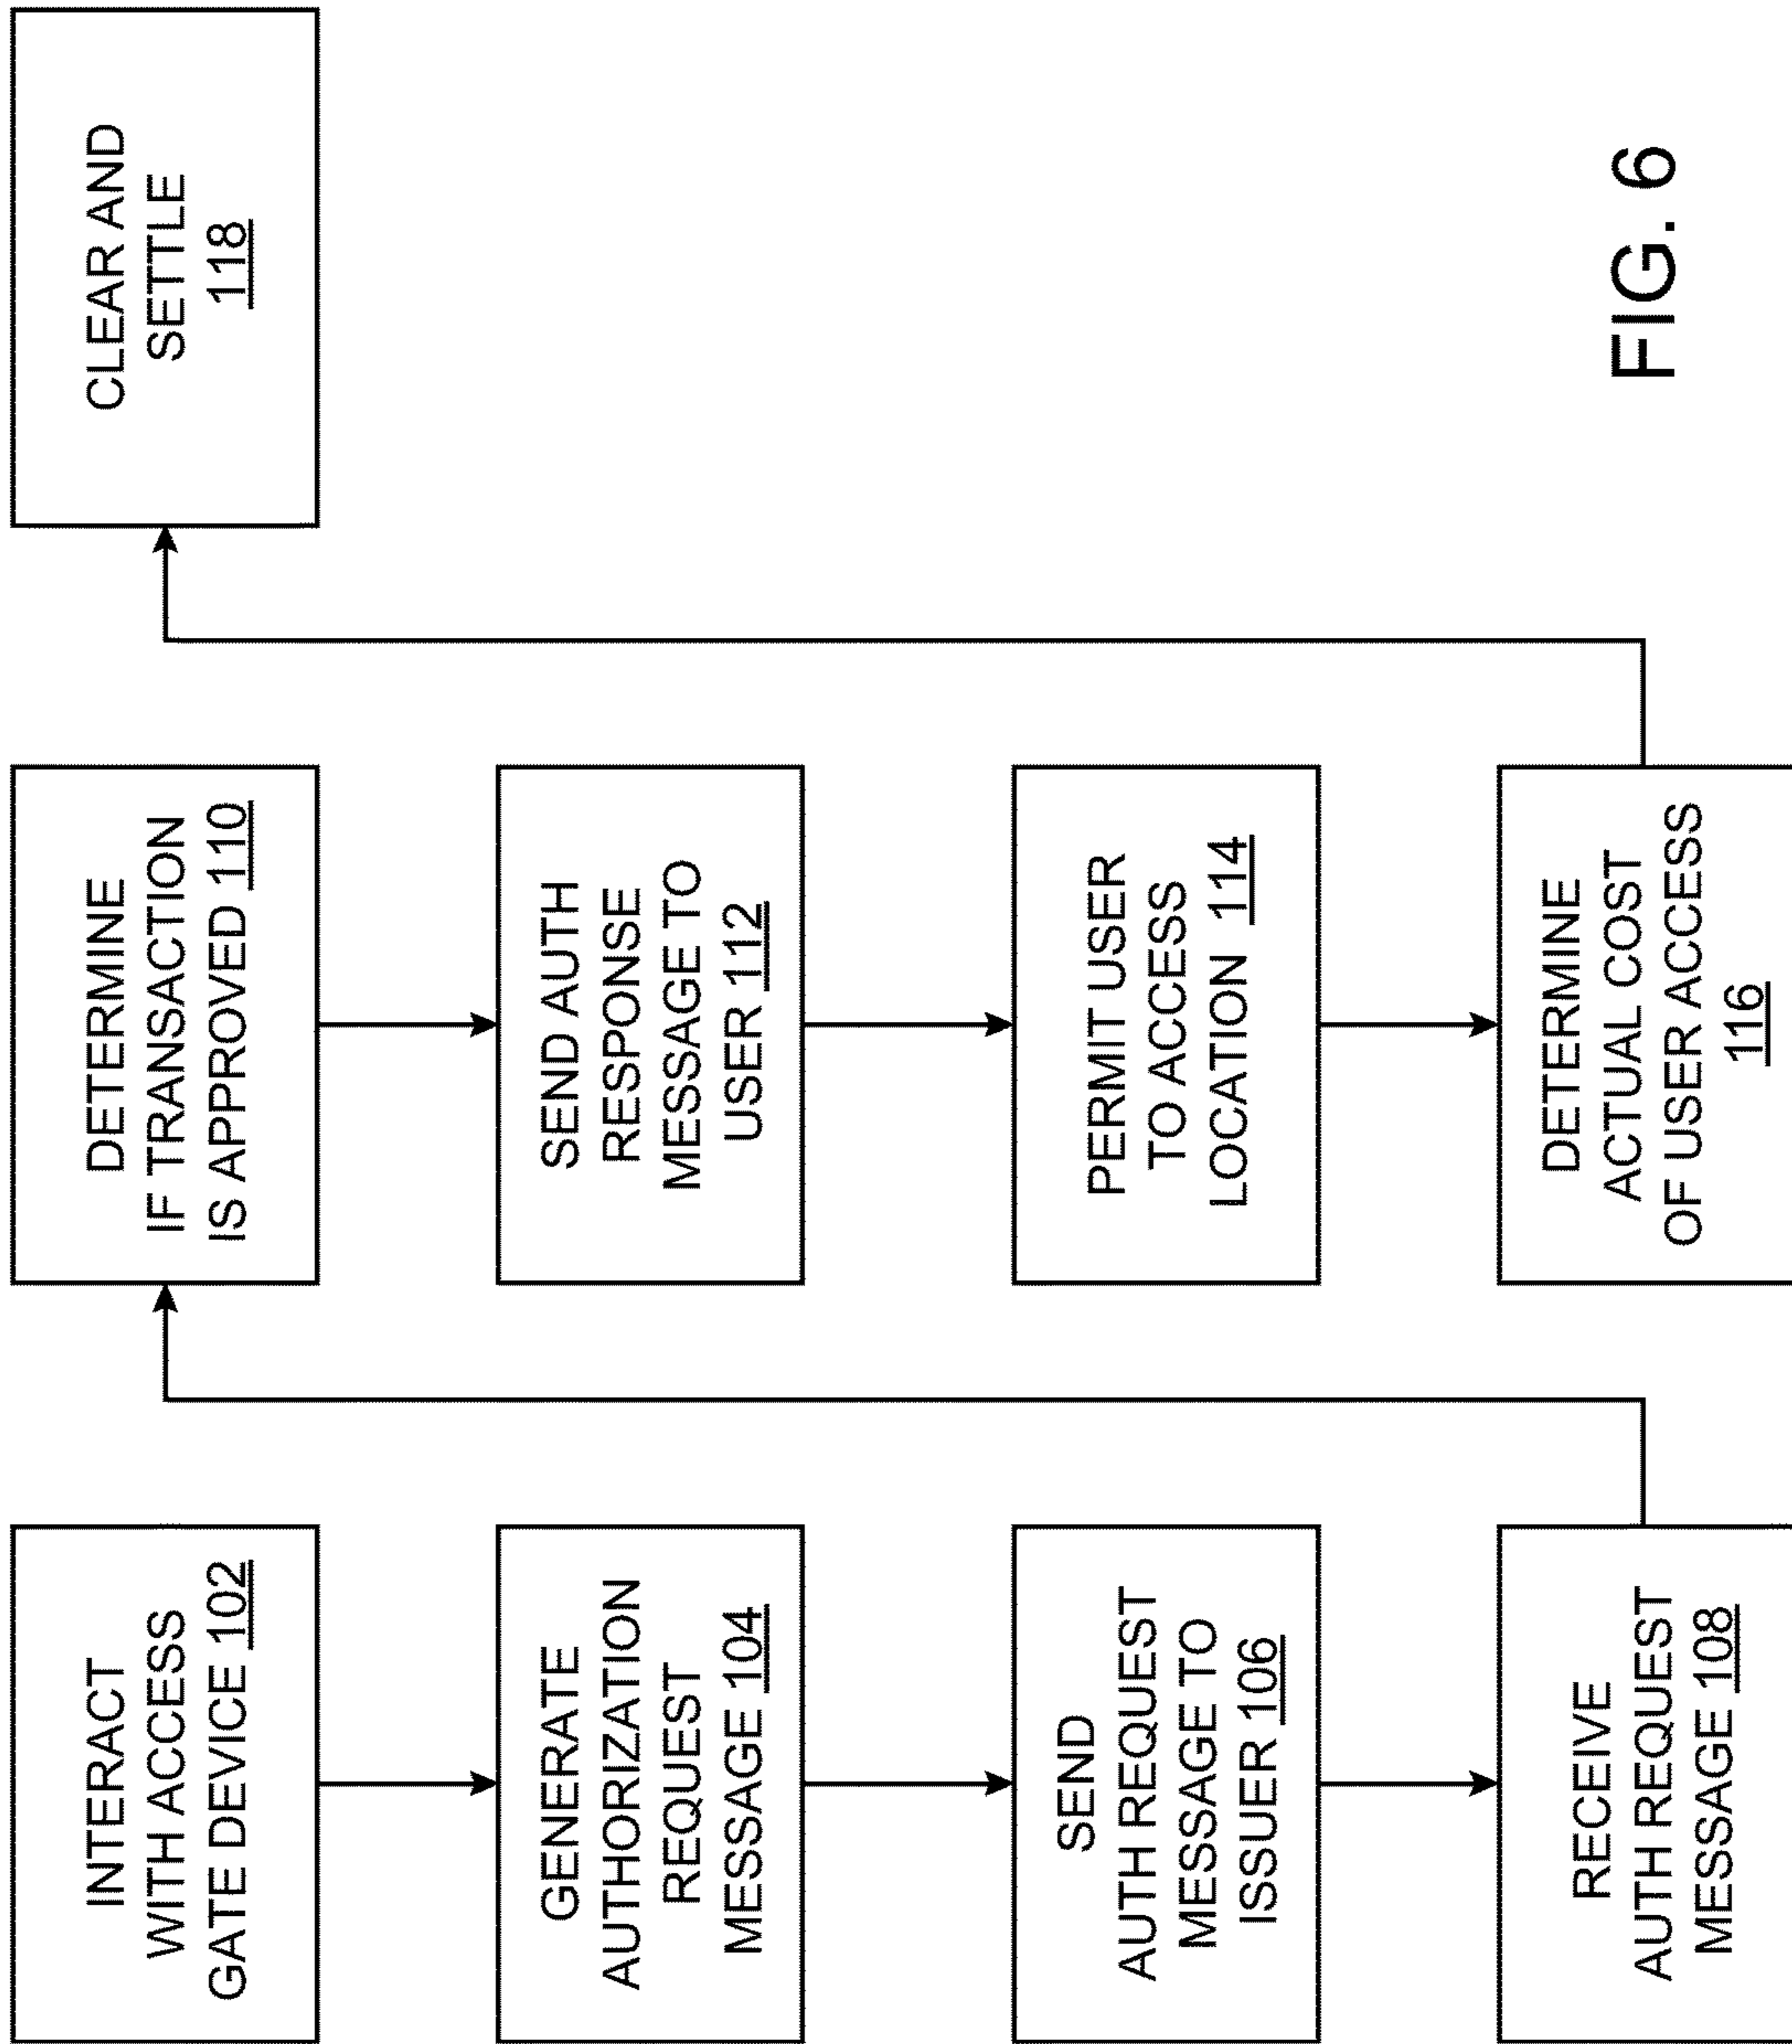 INTERACT
WITH ACCESS
GATE DEVICE 102
GENERATE
AUTHORIZATION
REQUEST
MESSAGE 104
SEND
AUTH REQUEST
MESSAGE TO
ISSUER 106
RECEIVE
AUTH REQUEST
MESSAGE 108
DETERMINE
IF TRANSACTION
IS APPROVED 110
SEND AUTH
RESPONSE
MESSAGE TO
USER 112
PERMIT USER
TO ACCESS
LOCATION 114
DETERMINE
ACTUAL COST
OF USER ACCESS
116
CLEAR AND
SETTLE
118
FIG. 6